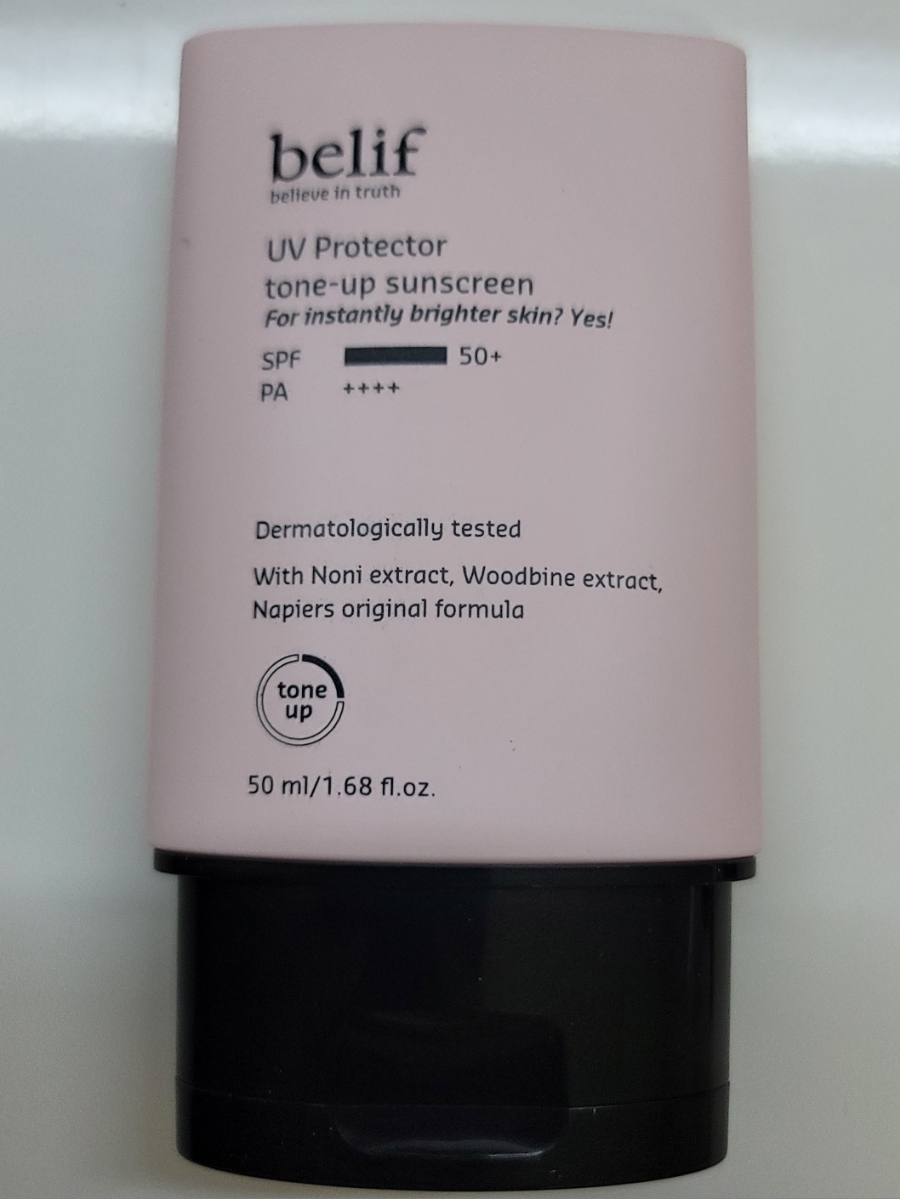 belif
believe in truth
UV Protector
tone-up sunscreen
For instantly brighter skin? Yes!
SPF 50+
PA ++++
Dermatologically tested
With Noni extract, Woodbine extract,
Napiers original formula
tone
up
50 ml/1.68 fl.oz.